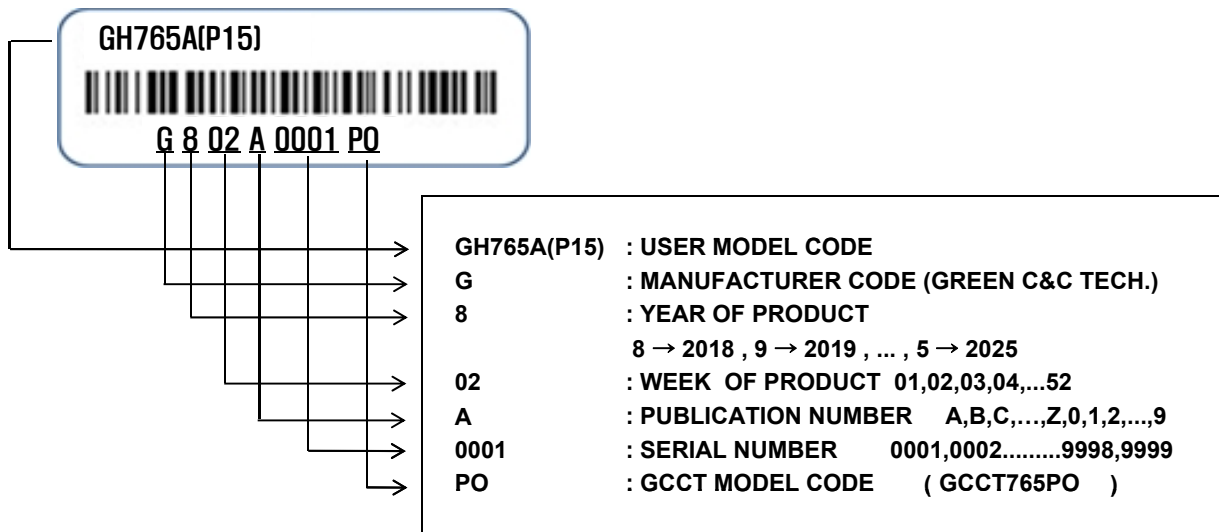 GH765A(P15)
G 8 02 A 0001 PO
GH765A(P15) : USER MODEL CODE
G : MANUFACTURER CODE (GREEN C&C TECH.)
8 : YEAR OF PRODUCT
8 → 2018 , 9 → 2019 , ... , 5 → 2025
02 : WEEK OF PRODUCT 01,02,03,04,...52
A : PUBLICATION NUMBER A,B,C,...,Z,0,1,2,...,9
0001 : SERIAL NUMBER 0001,0002.........9998,9999
PO : GCCT MODEL CODE ( GCCT765PO )